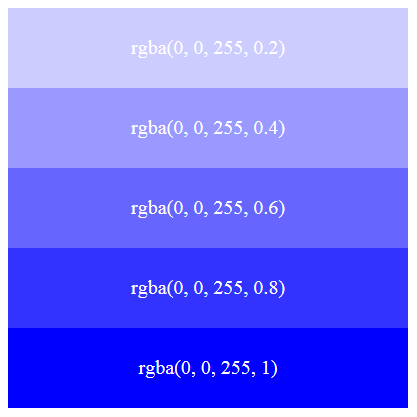 rgba(0, 0, 255, 0.2)
rgba(0, 0, 255, 0.4)
rgba(0, 0, 255, 0.6)
rgba(0, 0, 255, 0.8)
rgba(0, 0, 255, 1)